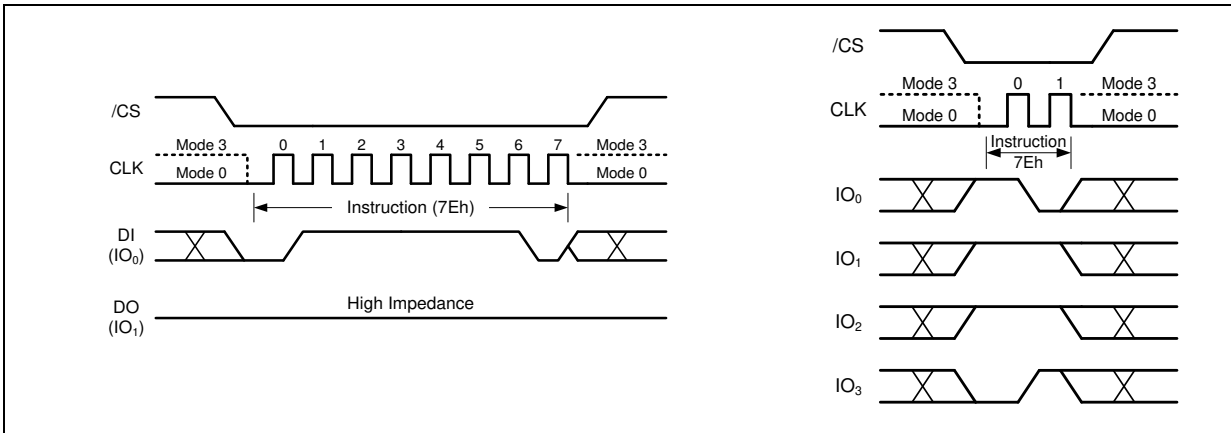 /CS
Mode 3 0 1 2 3 4 5 6 7 Mode 3
CLK
Mode 0 Mode 0
Instruction (7Eh)
DI
(IO0)
High Impedance
DO
(IO1)
/CS
Mode 3 0 1 Mode 3
CLK
Mode 0 Mode 0
Instruction
7Eh
IO0
IO1
IO2
IO3